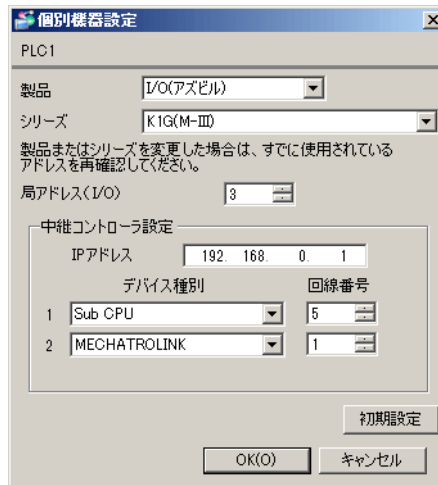 個別機器設定
PLC1
製品 I/O(アズビル)
シリーズ K1G(M-Ⅲ)
製品またはシリーズを変更した場合は、すでに使用されている
アドレスを再確認してください。
局アドレス(I/O) 3
中継コントローラ設定
IPアドレス 192. 168. 0. 1
デバイス種別 回線番号
1 Sub CPU 5
2 MECHATROLINK 1
初期設定
OK(O) キャンセル